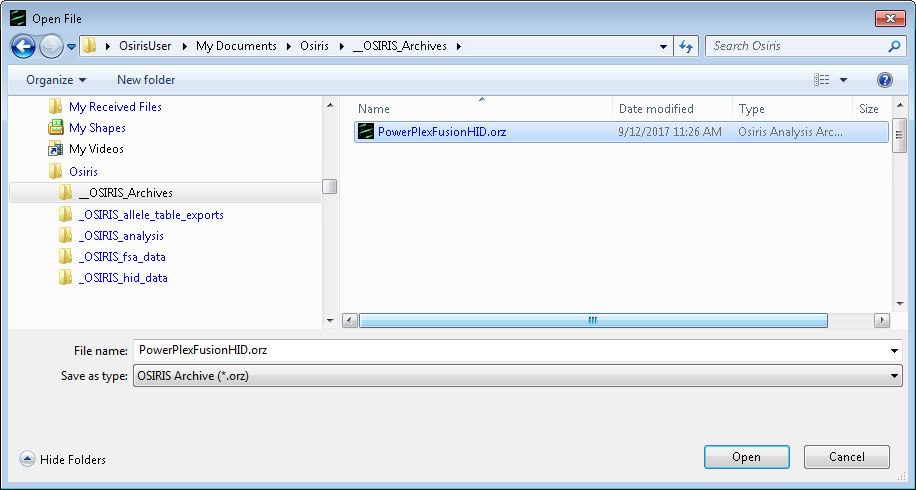 Open File
OsirisUser ▸ My Documents ▸ Osiris ▸ __OSIRIS_Archives ▸
Search Osiris
Organize ▾ New folder
My Received Files
My Shapes
My Videos
Osiris
__OSIRIS_Archives
_OSIRIS_allele_table_exports
_OSIRIS_analysis
_OSIRIS_fsa_data
_OSIRIS_hid_data
Name Date modified Type Size
PowerPlexFusionHID.orz 9/12/2017 11:26 AM Osiris Analysis Arc...
File name: PowerPlexFusionHID.orz
Save as type: OSIRIS Archive (*.orz)
Hide Folders Open Cancel